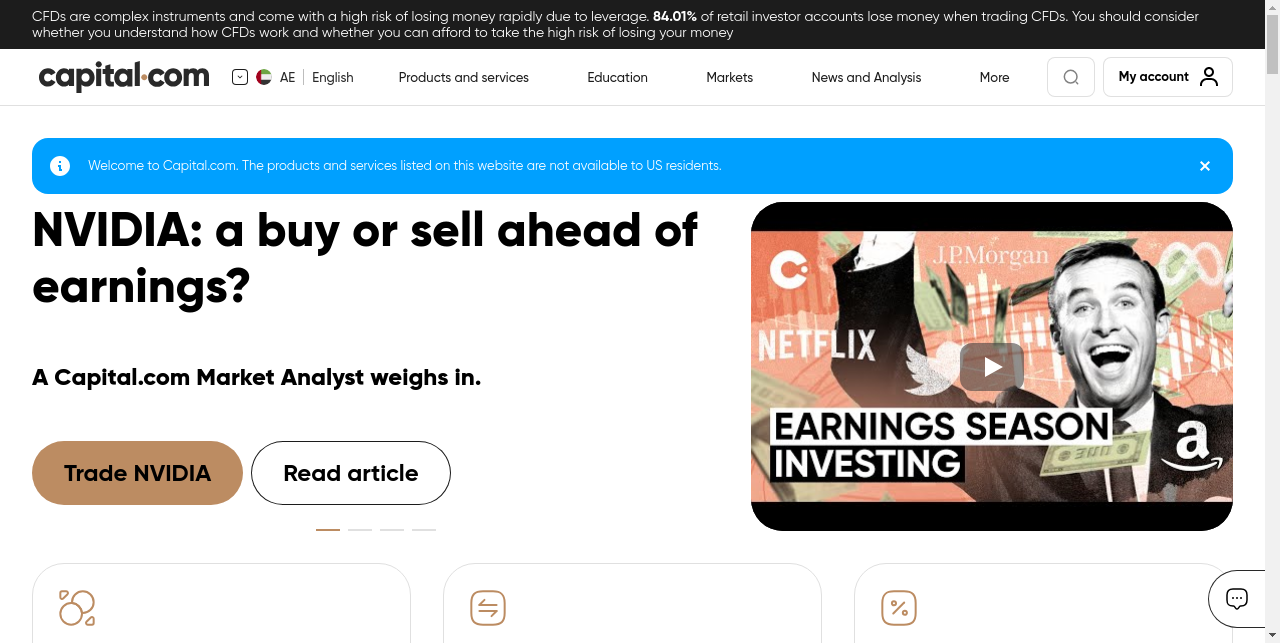 CFDs are complex instruments and come with a high risk of losing money rapidly due to leverage. 84.01% of retail investor accounts lose money when trading CFDs. You should consider
whether you understand how CFDs work and whether you can afford to take the high risk of losing your money
capital.com
AE
English
Products and services
Education
Markets
News and Analysis
More
My account
Welcome to Capital.com. The products and services listed on this website are not available to US residents.
NVIDIA: a buy or sell ahead of
earnings?
A Capital.com Market Analyst weighs in.
Trade NVIDIA
Read article
J.P.Morgan
NETFLIX
EARNINGS SEASON
INVESTING
a